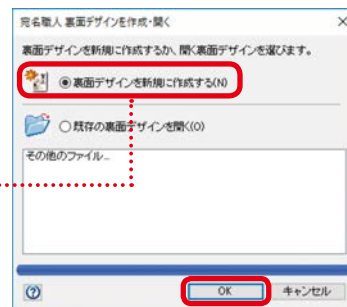 宛名職人 裏面デザインを作成・開く
裏面デザインを新規に作成するか、開く裏面デザインを選びます。
裏面デザインを新規に作成する(N)
既存の裏面デザインを開く(O)
その他のファイル...
OK
キャンセル